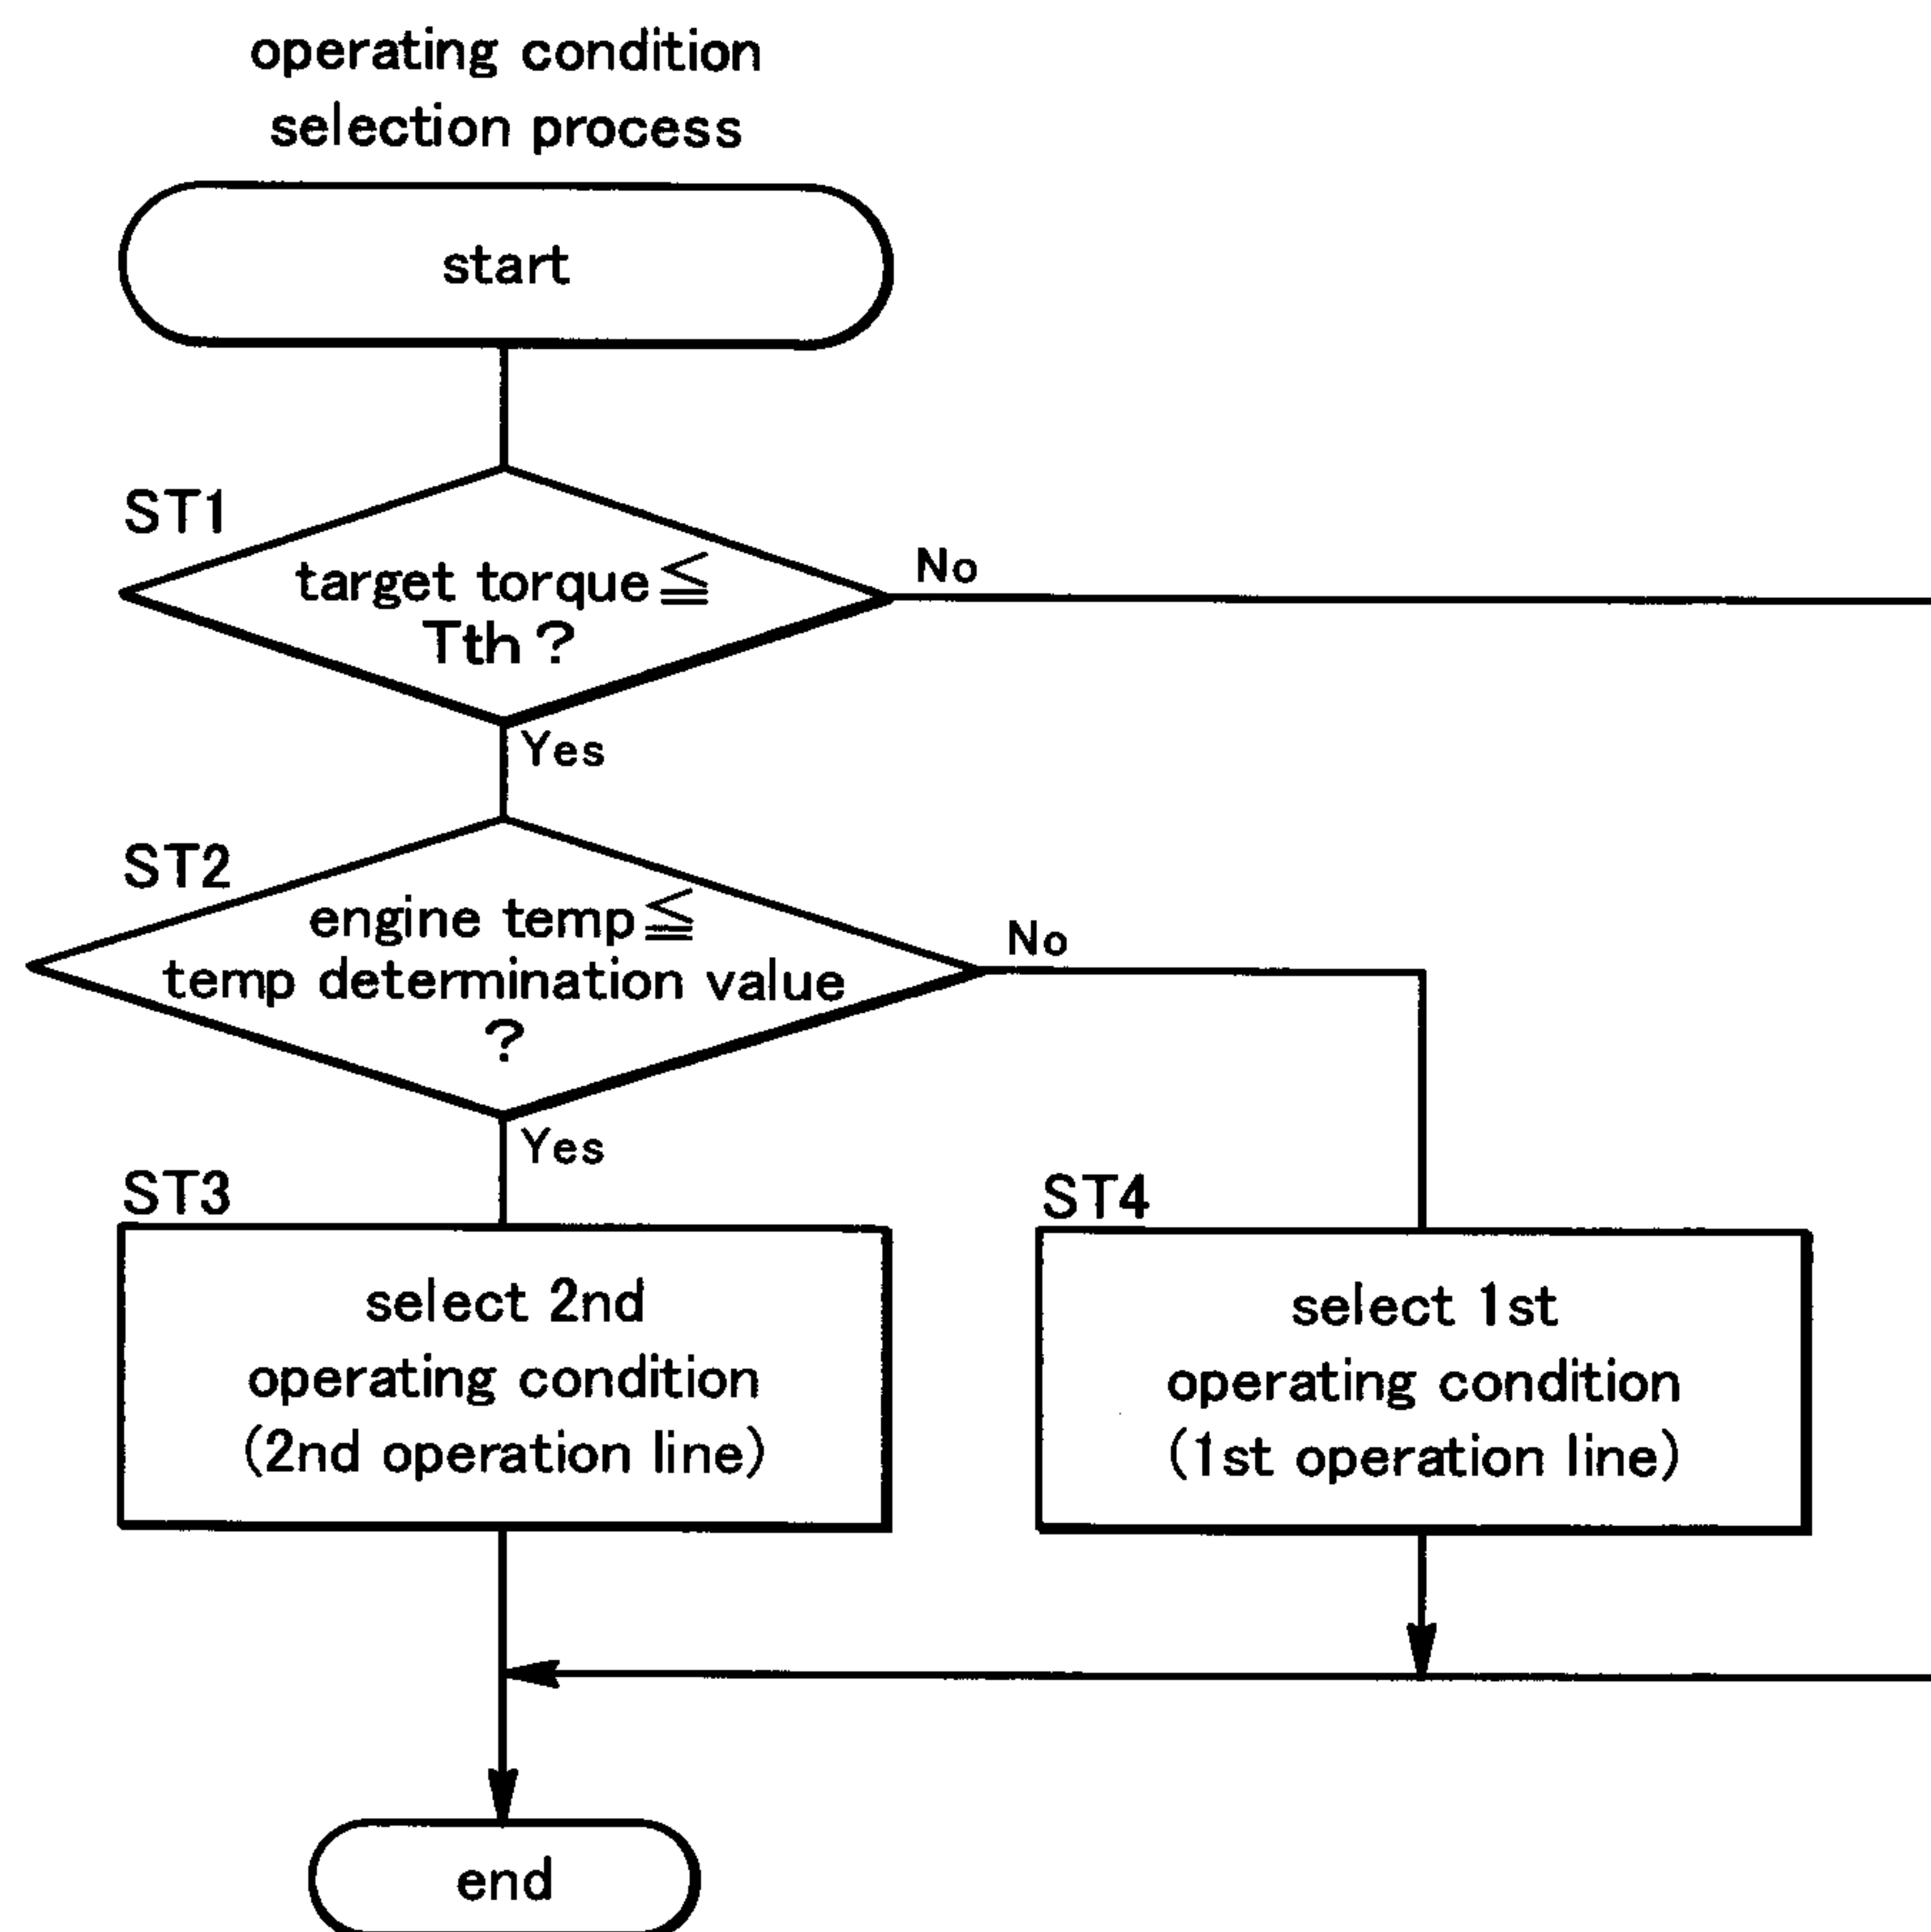 operating condition
selection process
start
ST1
target torque≦
Tth?
No
Yes
ST2
engine temp≦
temp determination value
?
No
Yes
ST3
select 2nd
operating condition
(2nd operation line)
ST4
select 1st
operating condition
(1st operation line)
end